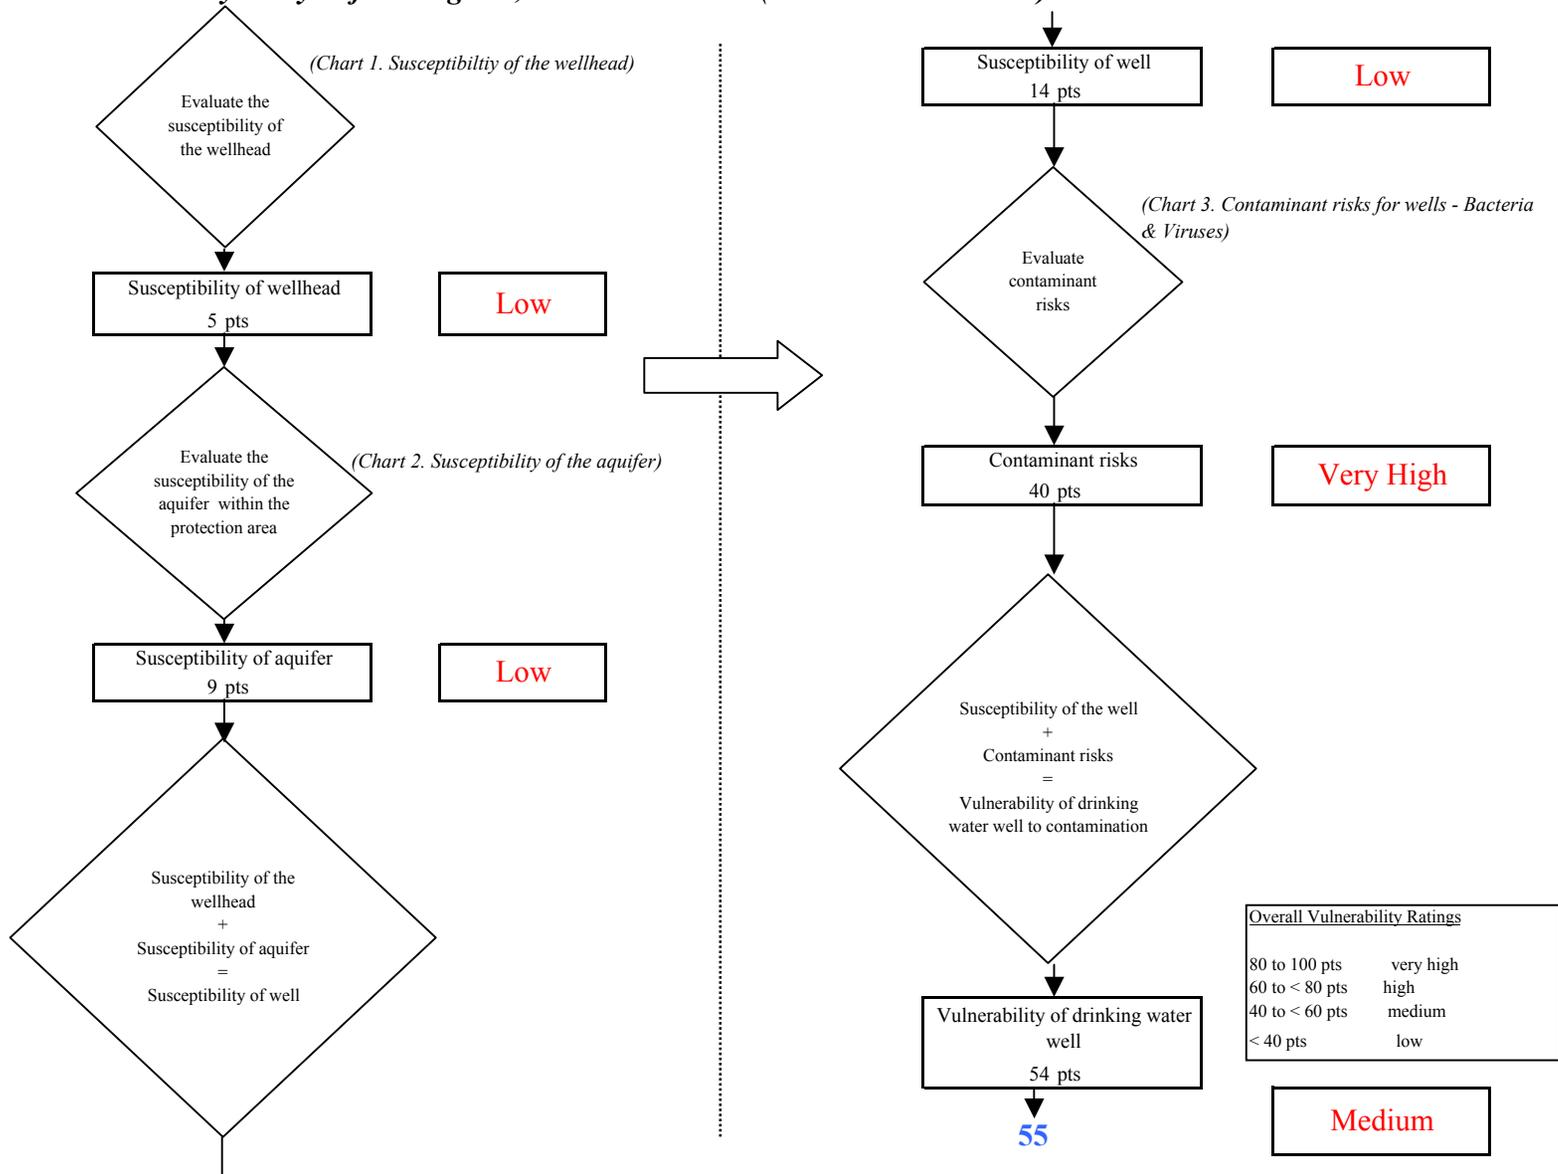 (Chart 1. Susceptibiltiy of the wellhead)
Evaluate the
susceptibility of
the wellhead
Susceptibility of wellhead
5 pts
Low
Evaluate the
susceptibility of the
aquifer within the
protection area
(Chart 2. Susceptibility of the aquifer)
Susceptibility of aquifer
9 pts
Low
Susceptibility of the
wellhead
+
Susceptibility of aquifer
=
Susceptibility of well
Susceptibility of well
14 pts
Low
(Chart 3. Contaminant risks for wells - Bacteria
& Viruses)
Evaluate
contaminant
risks
Contaminant risks
40 pts
Very High
Susceptibility of the well
+
Contaminant risks
=
Vulnerability of drinking
water well to contamination
Overall Vulnerability Ratings
80 to 100 pts very high
60 to < 80 pts high
40 to < 60 pts medium
< 40 pts low
Vulnerability of drinking water
well
54 pts
55
Medium